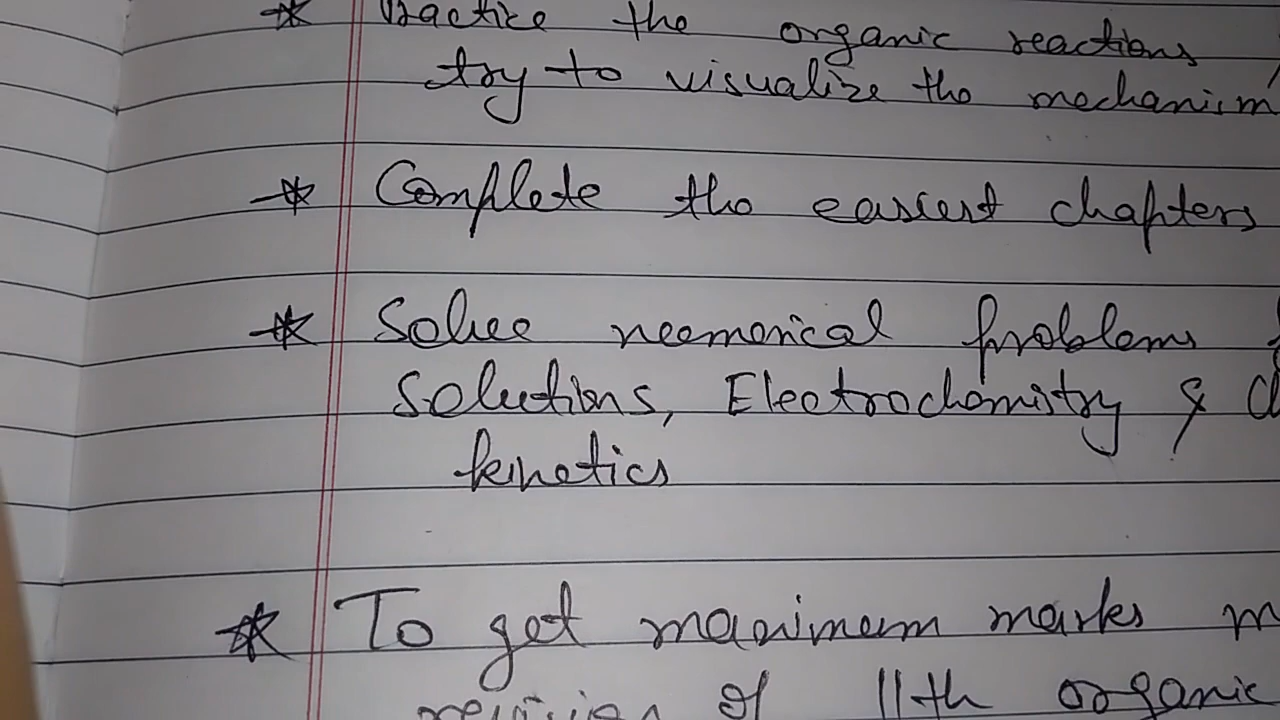 * Practice the organic reactions,
try to visualize the mechanism
* Complete the easiest chapters
* Solve numerical problems
Solutions, Electrochemistry &
kinetics
* To get maximum marks
revision of 11th organic